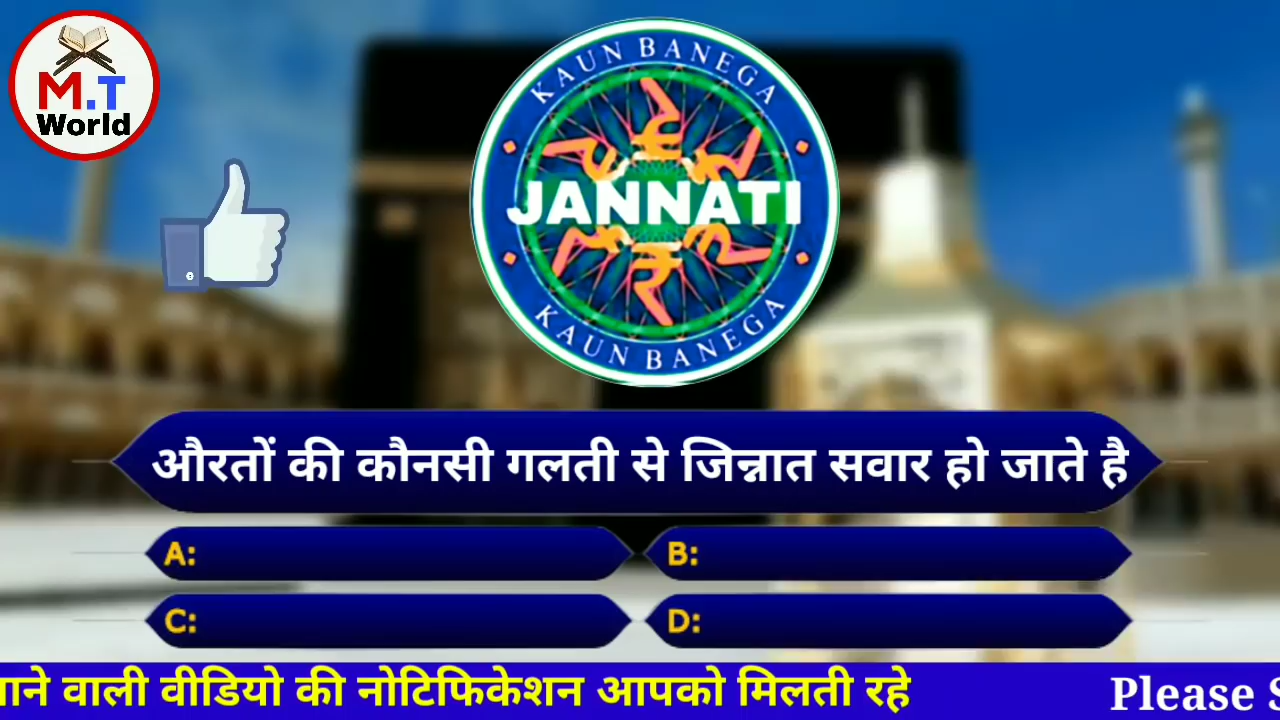 M.T
World
KAUN BANEGA
JANNATI
KAUN BANEGA
औरतों की कौनसी गलती से जिन्नात सवार हो जाते है
A:
B:
C:
D:
वाली वीडियो की नोटिफिकेशन आपको मिलती रहे
Please